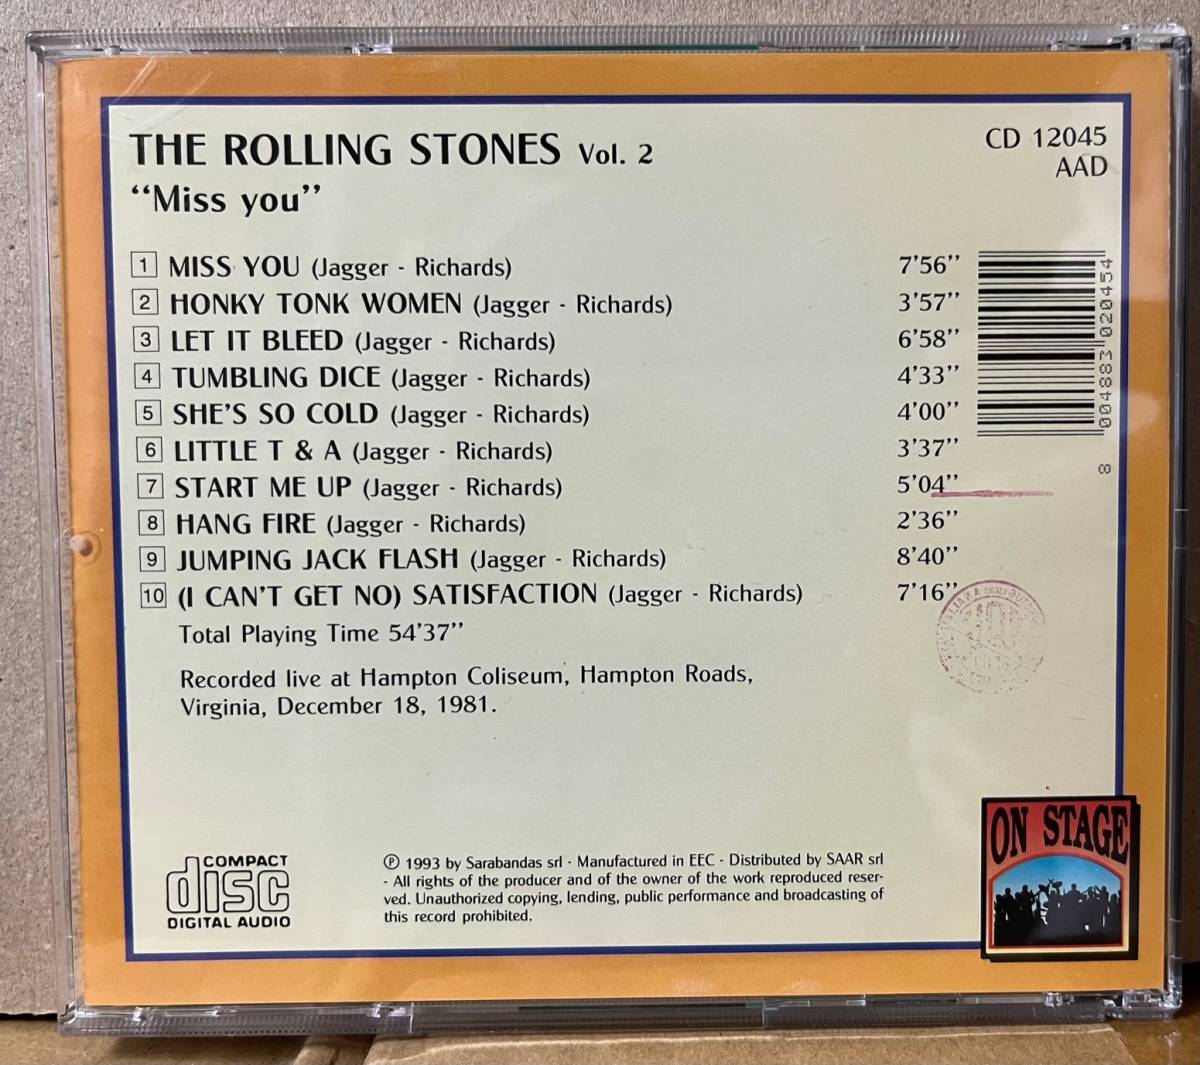 THE ROLLING STONES Vol. 2
"Miss you"
CD 12045
AAD
1 MISS YOU (Jagger - Richards) 7'56''
2 HONKY TONK WOMEN (Jagger - Richards) 3'57''
3 LET IT BLEED (Jagger - Richards) 6'58''
4 TUMBLING DICE (Jagger - Richards) 4'33''
5 SHE'S SO COLD (Jagger - Richards) 4'00''
6 LITTLE T & A (Jagger - Richards) 3'37''
7 START ME UP (Jagger - Richards) 5'04''
8 HANG FIRE (Jagger - Richards) 2'36''
9 JUMPING JACK FLASH (Jagger - Richards) 8'40''
10 (I CAN'T GET NO) SATISFACTION (Jagger - Richards) 7'16''
Total Playing Time 54'37''
8 004883 020454
Recorded live at Hampton Coliseum, Hampton Roads,
Virginia, December 18, 1981.
COMPACT
disc
DIGITAL AUDIO
℗ 1993 by Sarabandas srl - Manufactured in EEC - Distributed by SAAR srl
- All rights of the producer and of the owner of the work reproduced reser-
ved. Unauthorized copying, lending, public performance and broadcasting of
this record prohibited.
ON STAGE